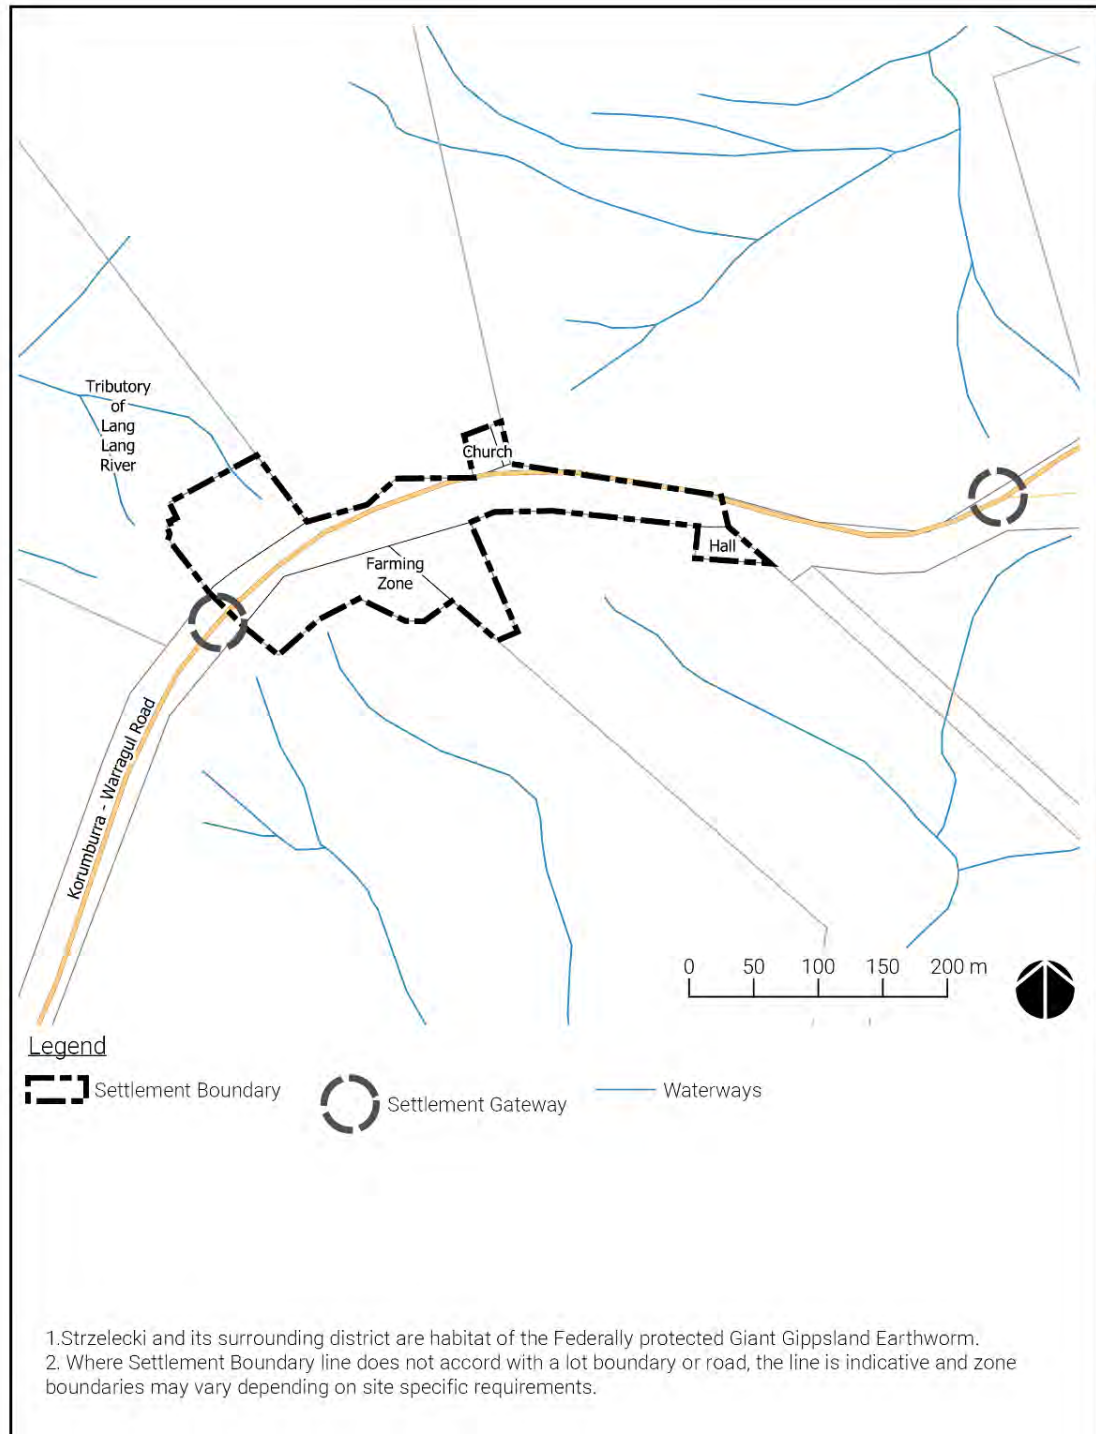 Tributory
of
Lang
Lang
River
Church
Hall
Farming
Zone
Korumburra - Warragul Road
0 50 100 150 200 m
Legend
Settlement Boundary
Settlement Gateway
Waterways
1.Strzelecki and its surrounding district are habitat of the Federally protected Giant Gippsland Earthworm.
2. Where Settlement Boundary line does not accord with a lot boundary or road, the line is indicative and zone
boundaries may vary depending on site specific requirements.